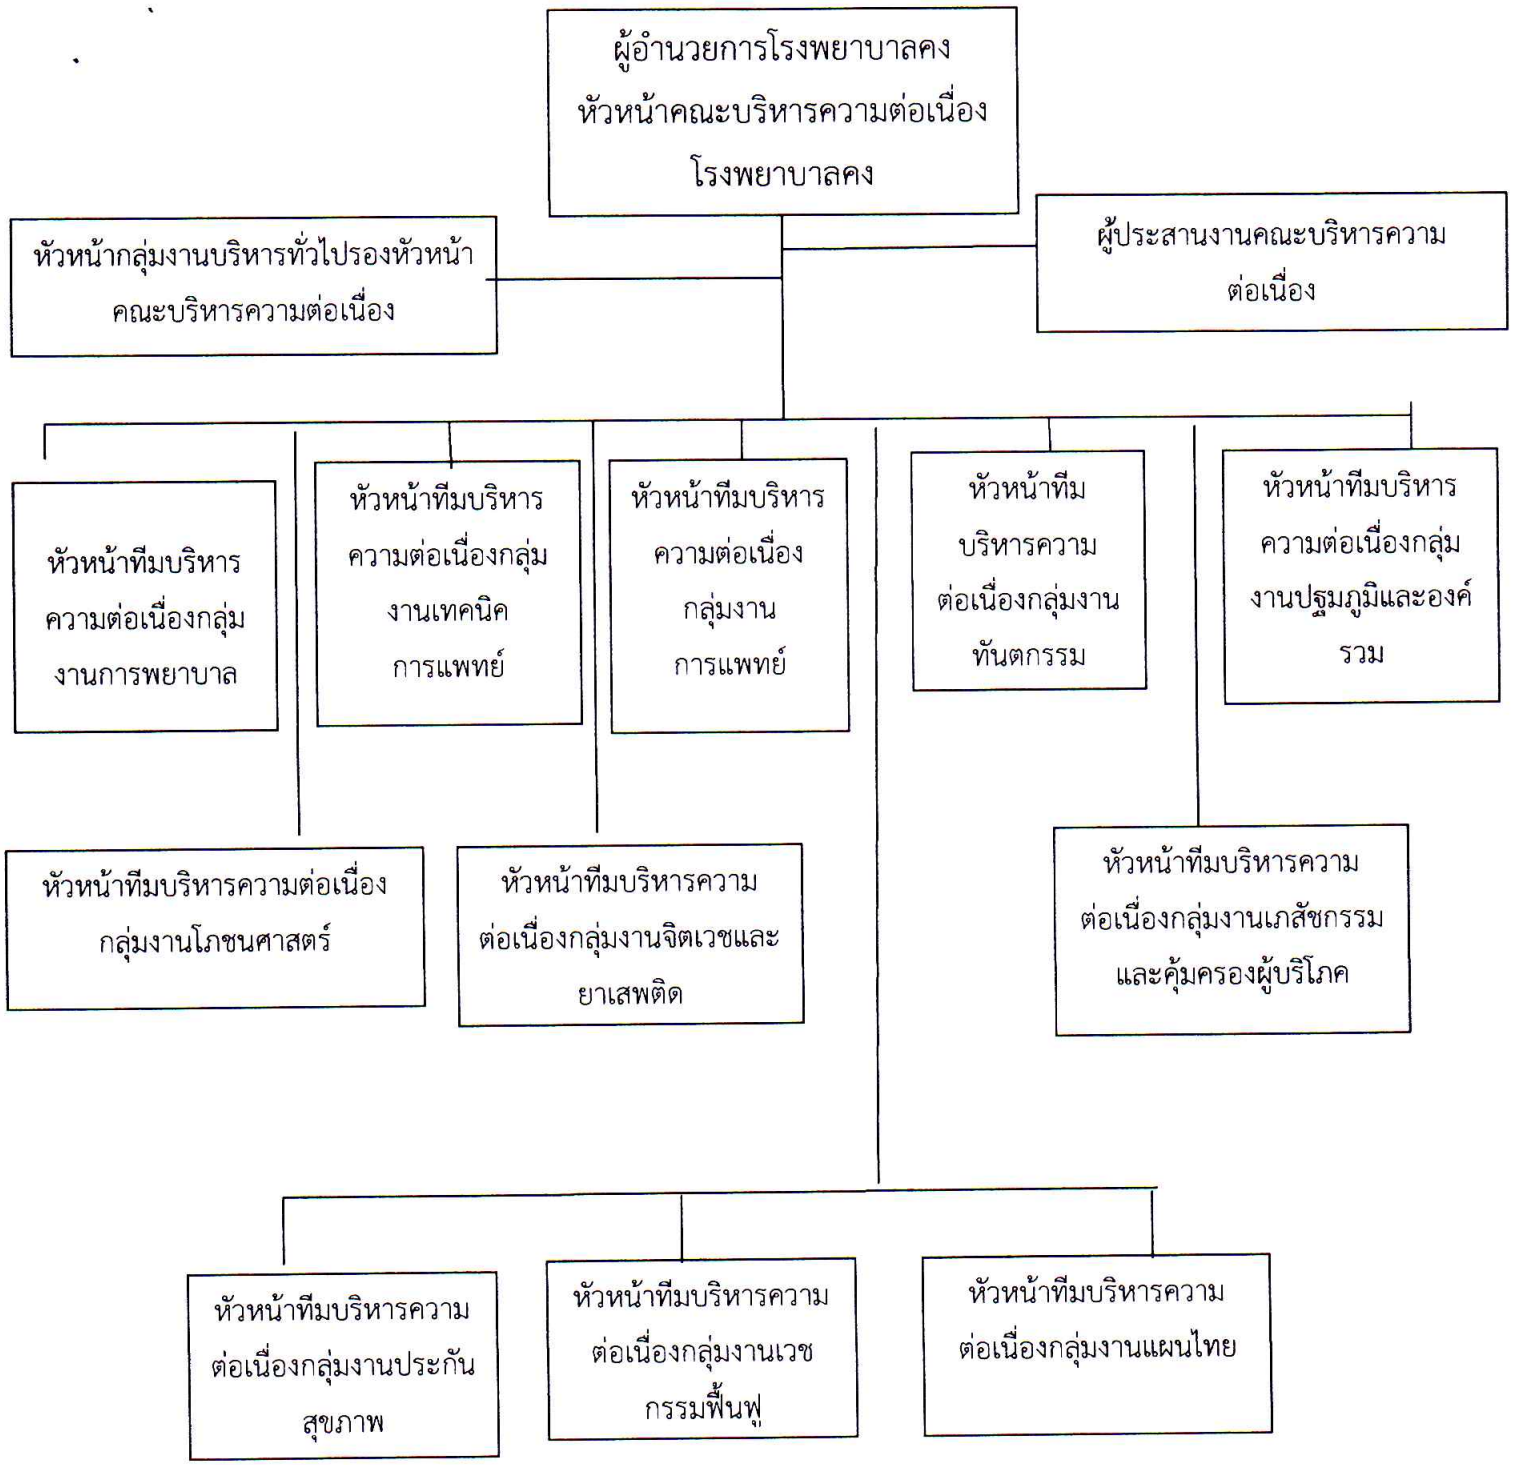 ผู้อำนวยการโรงพยาบาลคง
หัวหน้าคณะบริหารความต่อเนื่อง
โรงพยาบาลคง
หัวหน้ากลุ่มงานบริหารทั่วไปรองหัวหน้า
คณะบริหารความต่อเนื่อง
ผู้ประสานงานคณะบริหารความ
ต่อเนื่อง
หัวหน้าทีมบริหาร
ความต่อเนื่องกลุ่ม
งานการพยาบาล
หัวหน้าทีมบริหาร
ความต่อเนื่องกลุ่ม
งานเทคนิค
การแพทย์
หัวหน้าทีมบริหาร
ความต่อเนื่อง
กลุ่มงาน
การแพทย์
หัวหน้าทีม
บริหารความ
ต่อเนื่องกลุ่มงาน
ทันตกรรม
หัวหน้าทีมบริหาร
ความต่อเนื่องกลุ่ม
งานปฐมภูมิและองค์
รวม
หัวหน้าทีมบริหารความต่อเนื่อง
กลุ่มงานโภชนศาสตร์
หัวหน้าทีมบริหารความ
ต่อเนื่องกลุ่มงานจิตเวชและ
ยาเสพติด
หัวหน้าทีมบริหารความ
ต่อเนื่องกลุ่มงานเภสัชกรรม
และคุ้มครองผู้บริโภค
หัวหน้าทีมบริหารความ
ต่อเนื่องกลุ่มงานประกัน
สุขภาพ
หัวหน้าทีมบริหารความ
ต่อเนื่องกลุ่มงานเวช
กรรมฟื้นฟู
หัวหน้าทีมบริหารความ
ต่อเนื่องกลุ่มงานแผนไทย